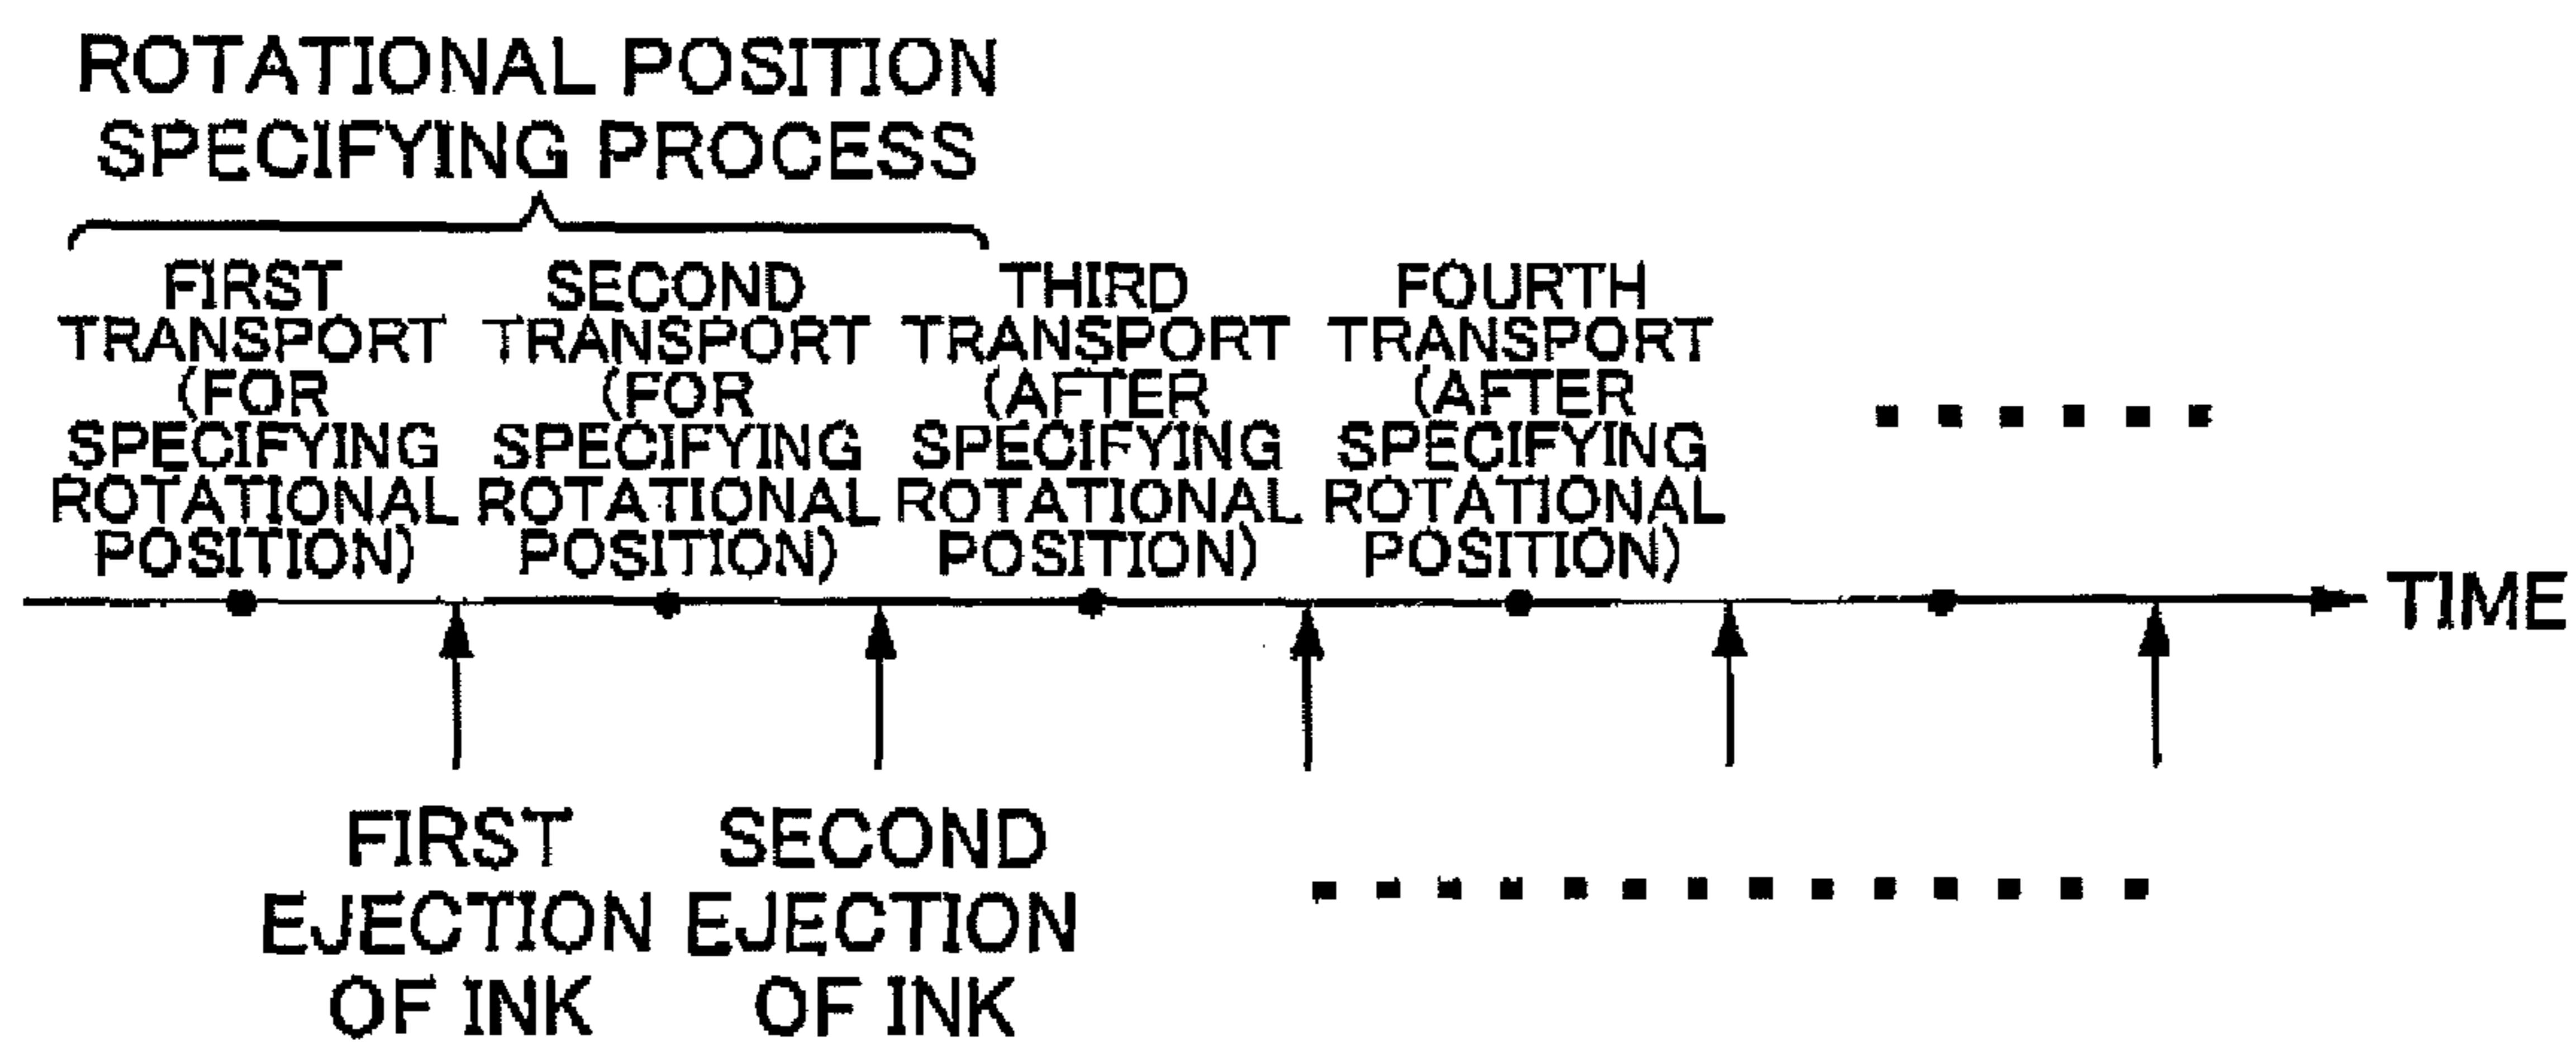 ROTATIONAL POSITION
SPECIFYING PROCESS
FIRST
TRANSPORT
(FOR
SPECIFYING
ROTATIONAL
POSITION)
SECOND
TRANSPORT
(FOR
SPECIFYING
ROTATIONAL
POSITION)
THIRD
TRANSPORT
(AFTER
SPECIFYING
ROTATIONAL
POSITION)
FOURTH
TRANSPORT
(AFTER
SPECIFYING
ROTATIONAL
POSITION)
TIME
FIRST
EJECTION
OF INK
SECOND
EJECTION
OF INK